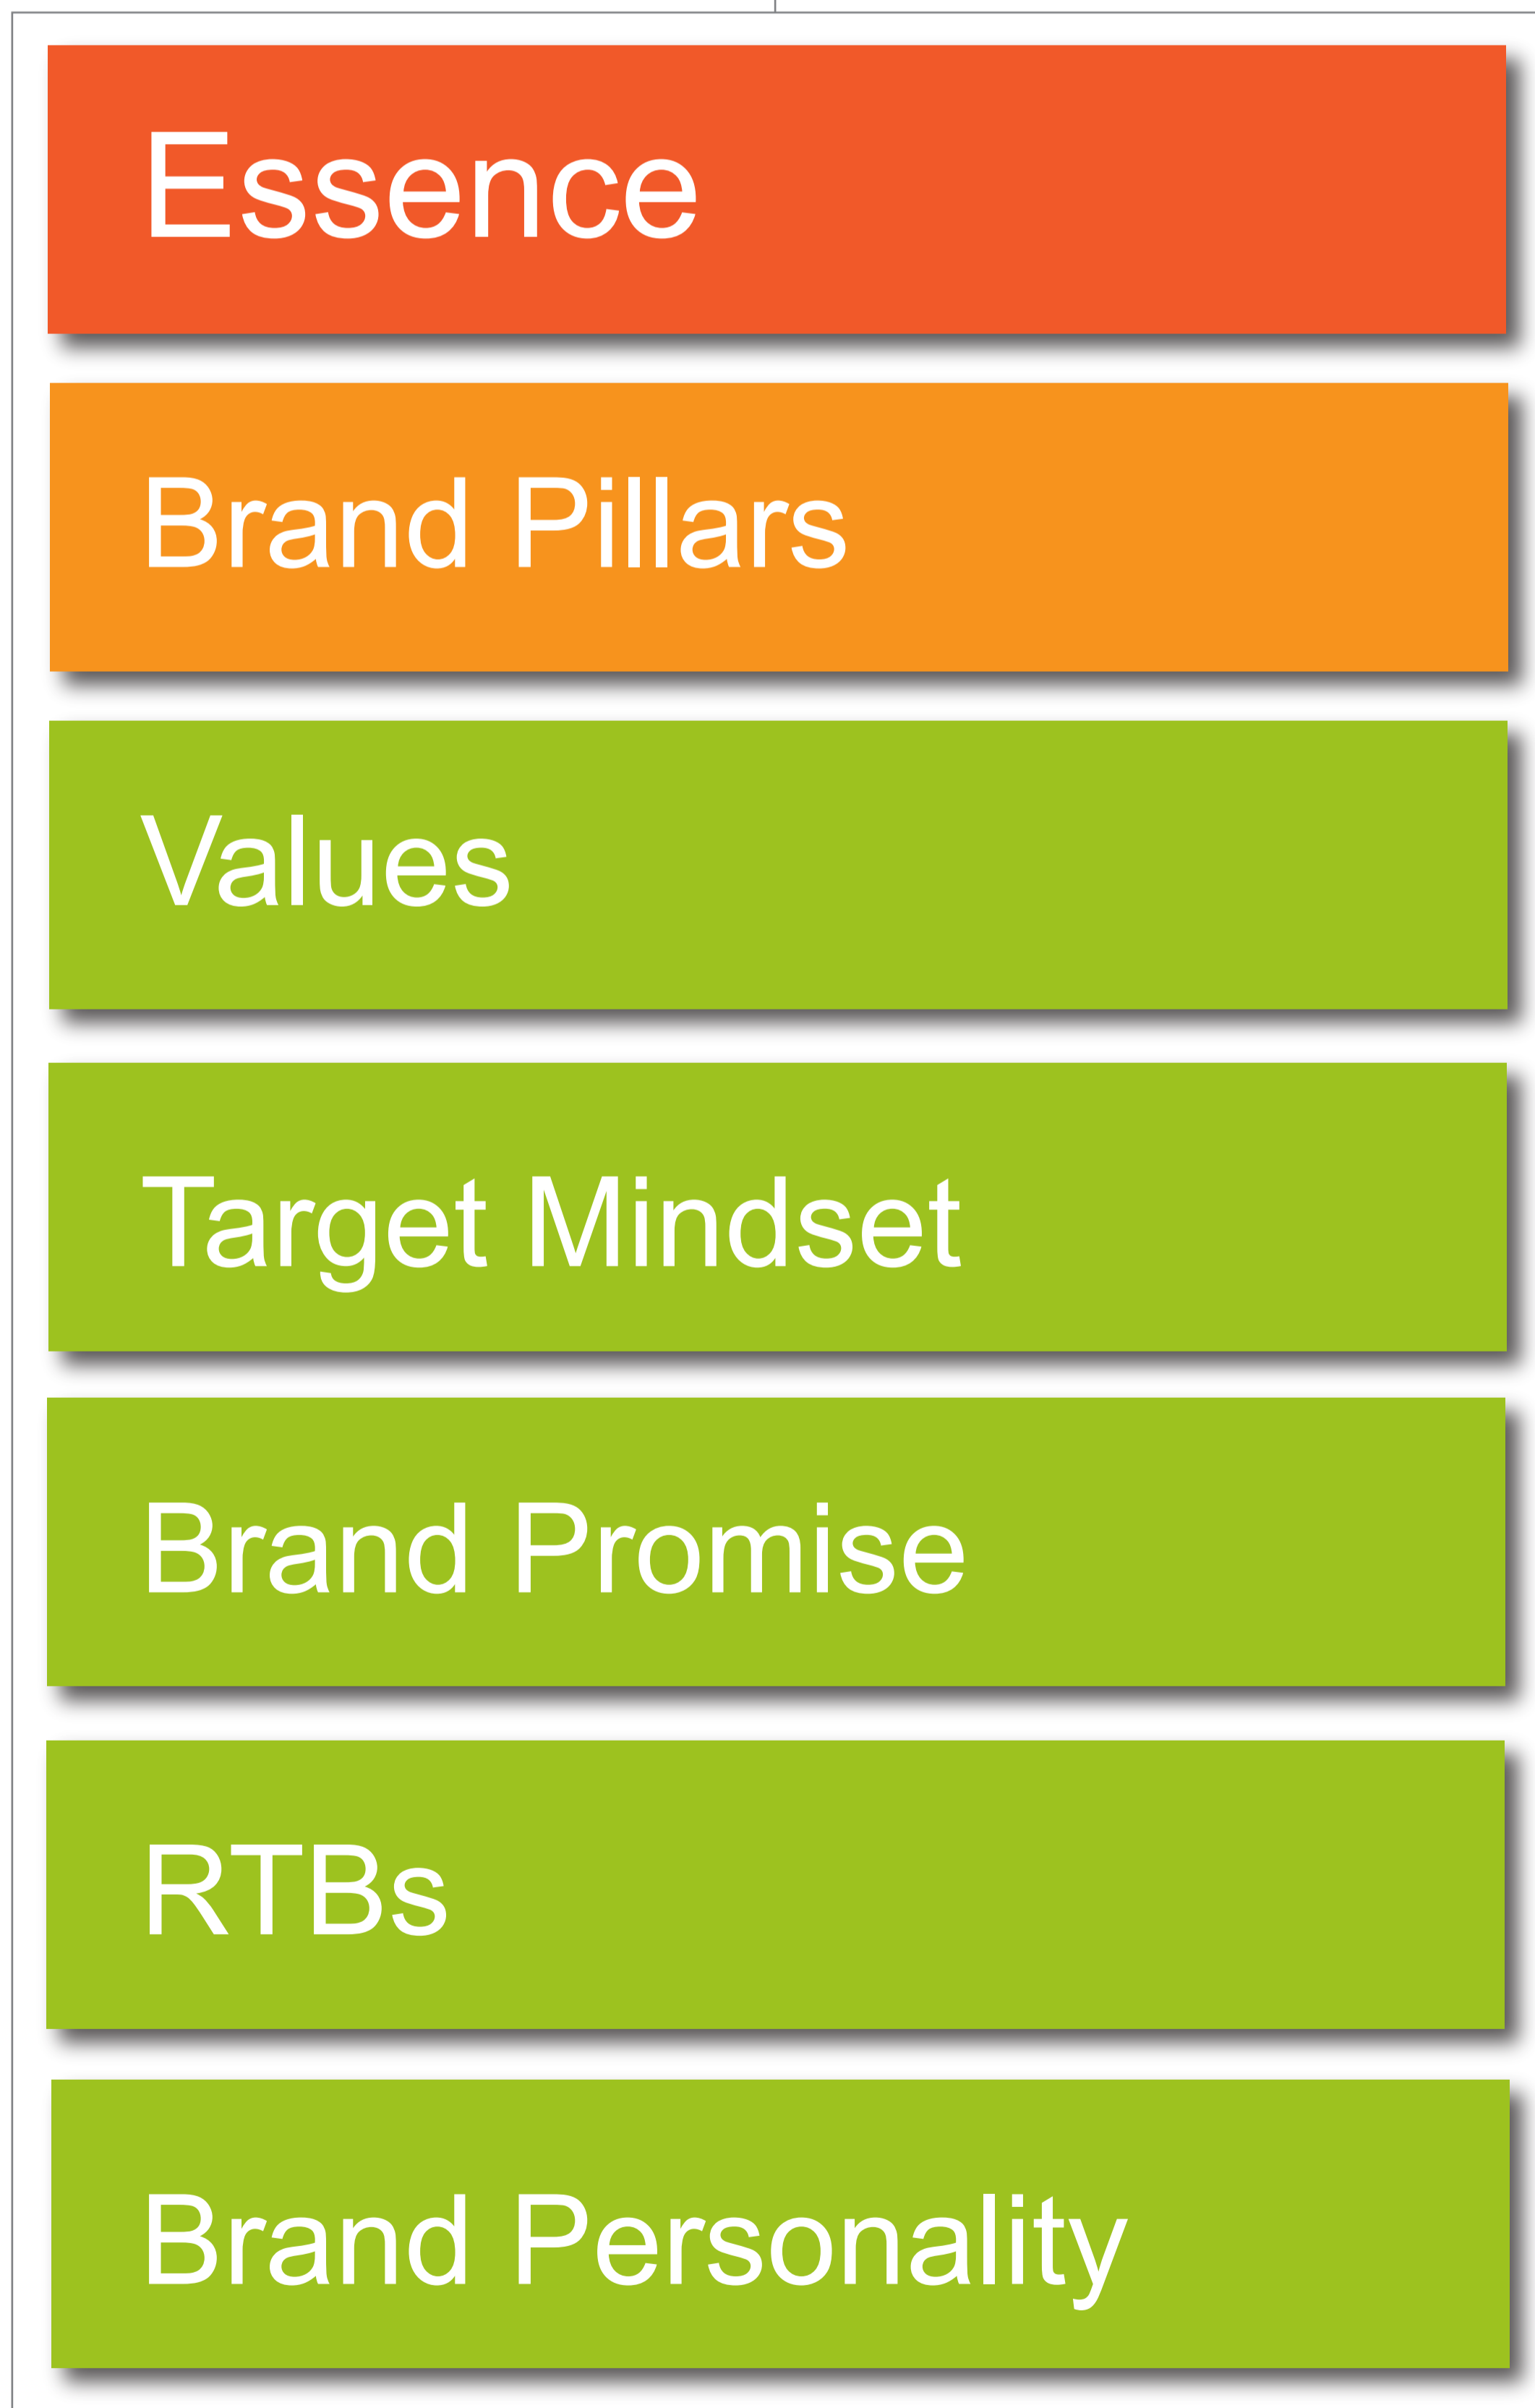 Essence
Brand Pillars
Values
Target Mindset
Brand Promise
RTBs
Brand Personality